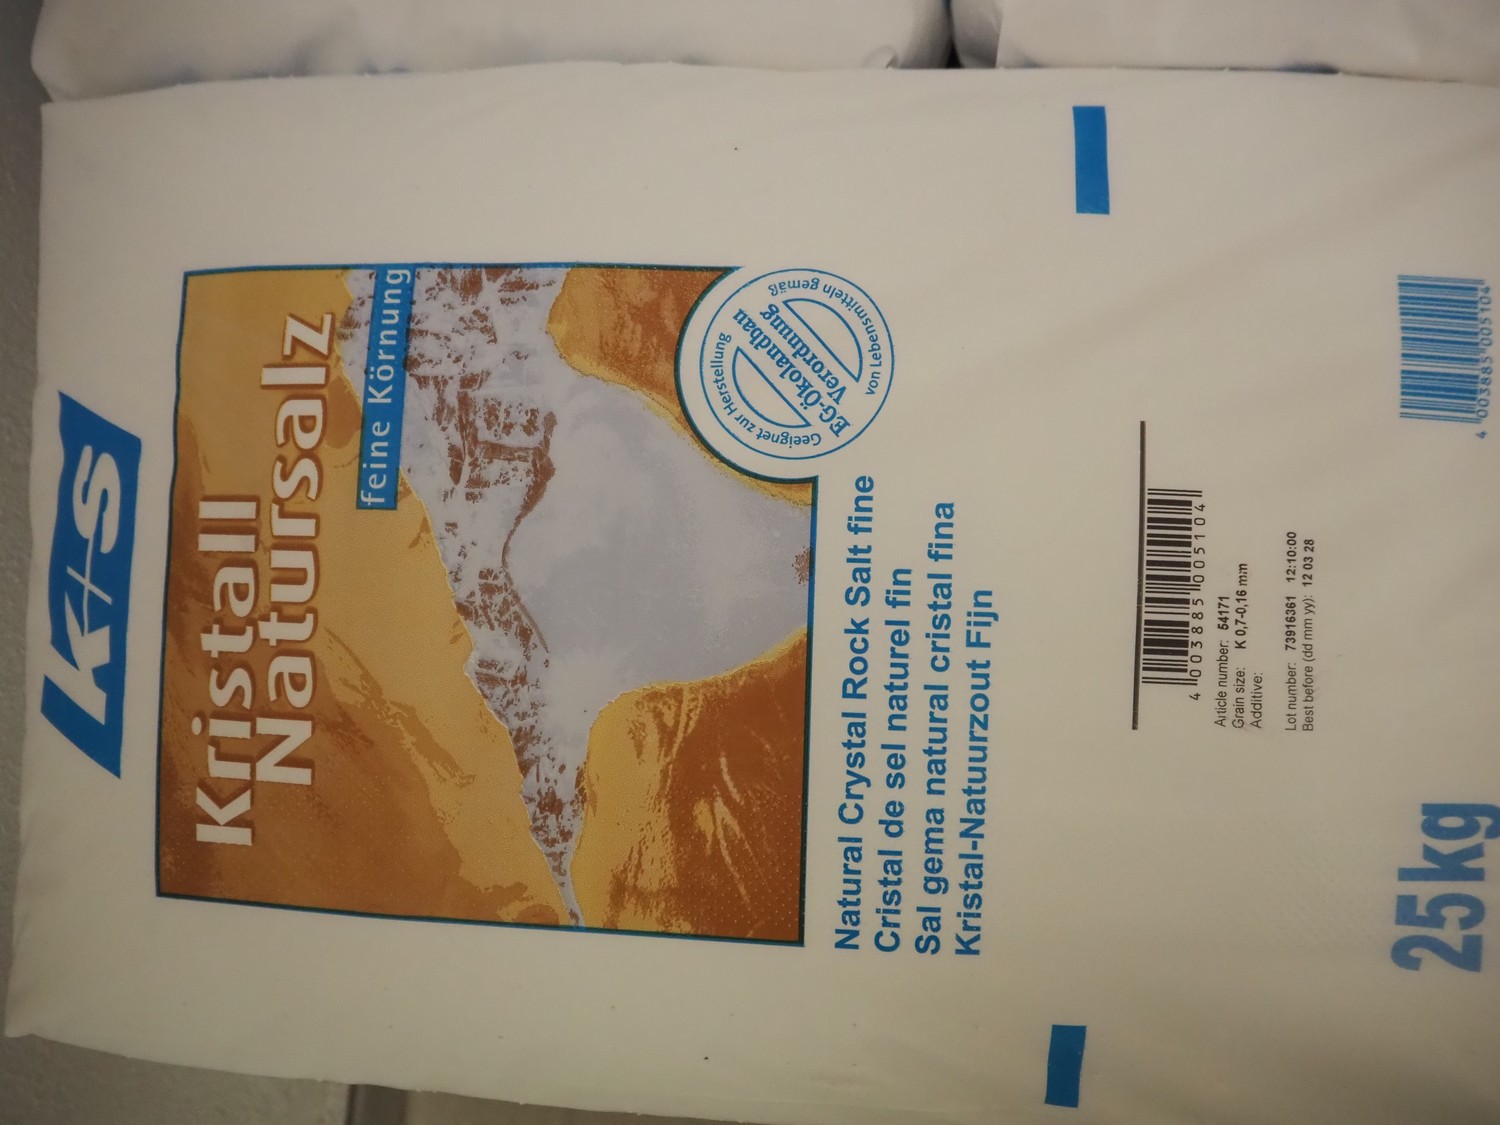 K+S
Kristall
Natursalz
feine Körnung
Geeignet zur Herstellung
EG-Ökolandbau
Verordnung
von Lebensmitteln gemäß
Natural Crystal Rock Salt fine
Cristal de sel naturel fin
Sal gema natural cristal fina
Kristal-Natuurzout Fijn
4 003885 005104
Article number: 54171
Grain size: K 0,7-0,16 mm
Additive:
Lot number: 73916361 12:10:00
Best before (dd mm yy): 12 03 28
25kg
4 003885 005104